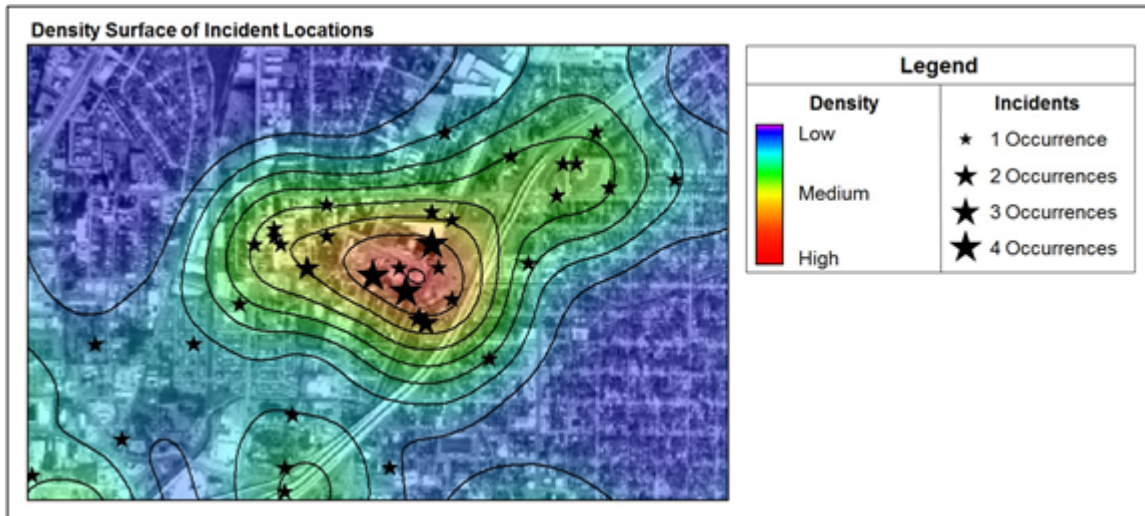 Density Surface of Incident Locations
Legend
Density
Low
Medium
High
Incidents
1 Occurrence
2 Occurrences
3 Occurrences
4 Occurrences